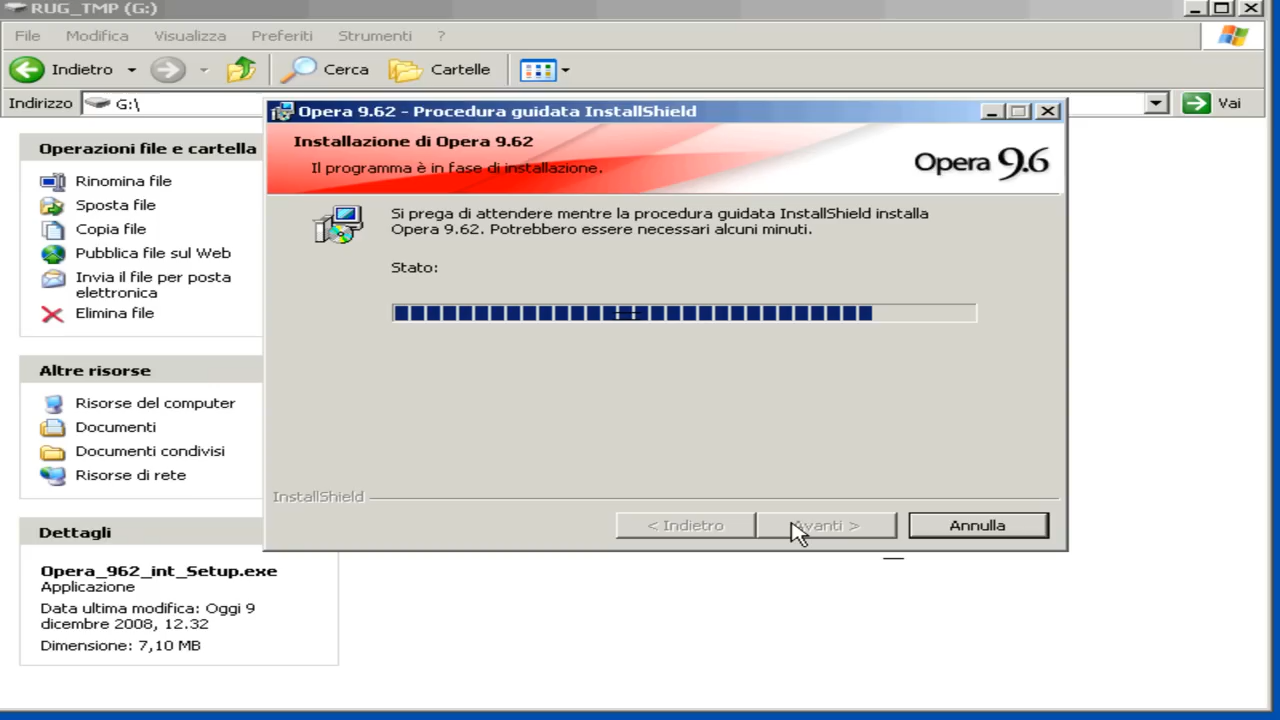 RUG_TMP (G:)
File Modifica Visualizza Preferiti Strumenti ?
Indietro Cerca Cartelle
Indirizzo G:\ Vai
Operazioni file e cartella
Rinomina file
Sposta file
Copia file
Pubblica file sul Web
Invia il file per posta
elettronica
Elimina file
Altre risorse
Risorse del computer
Documenti
Documenti condivisi
Risorse di rete
Dettagli
Opera_962_int_Setup.exe
Applicazione
Data ultima modifica: Oggi 9
dicembre 2008, 12.32
Dimensione: 7,10 MB
Opera 9.62 - Procedura guidata InstallShield
Installazione di Opera 9.62
Il programma è in fase di installazione.
Opera 9.6
Si prega di attendere mentre la procedura guidata InstallShield installa
Opera 9.62. Potrebbero essere necessari alcuni minuti.
Stato:
InstallShield
< Indietro Avanti > Annulla